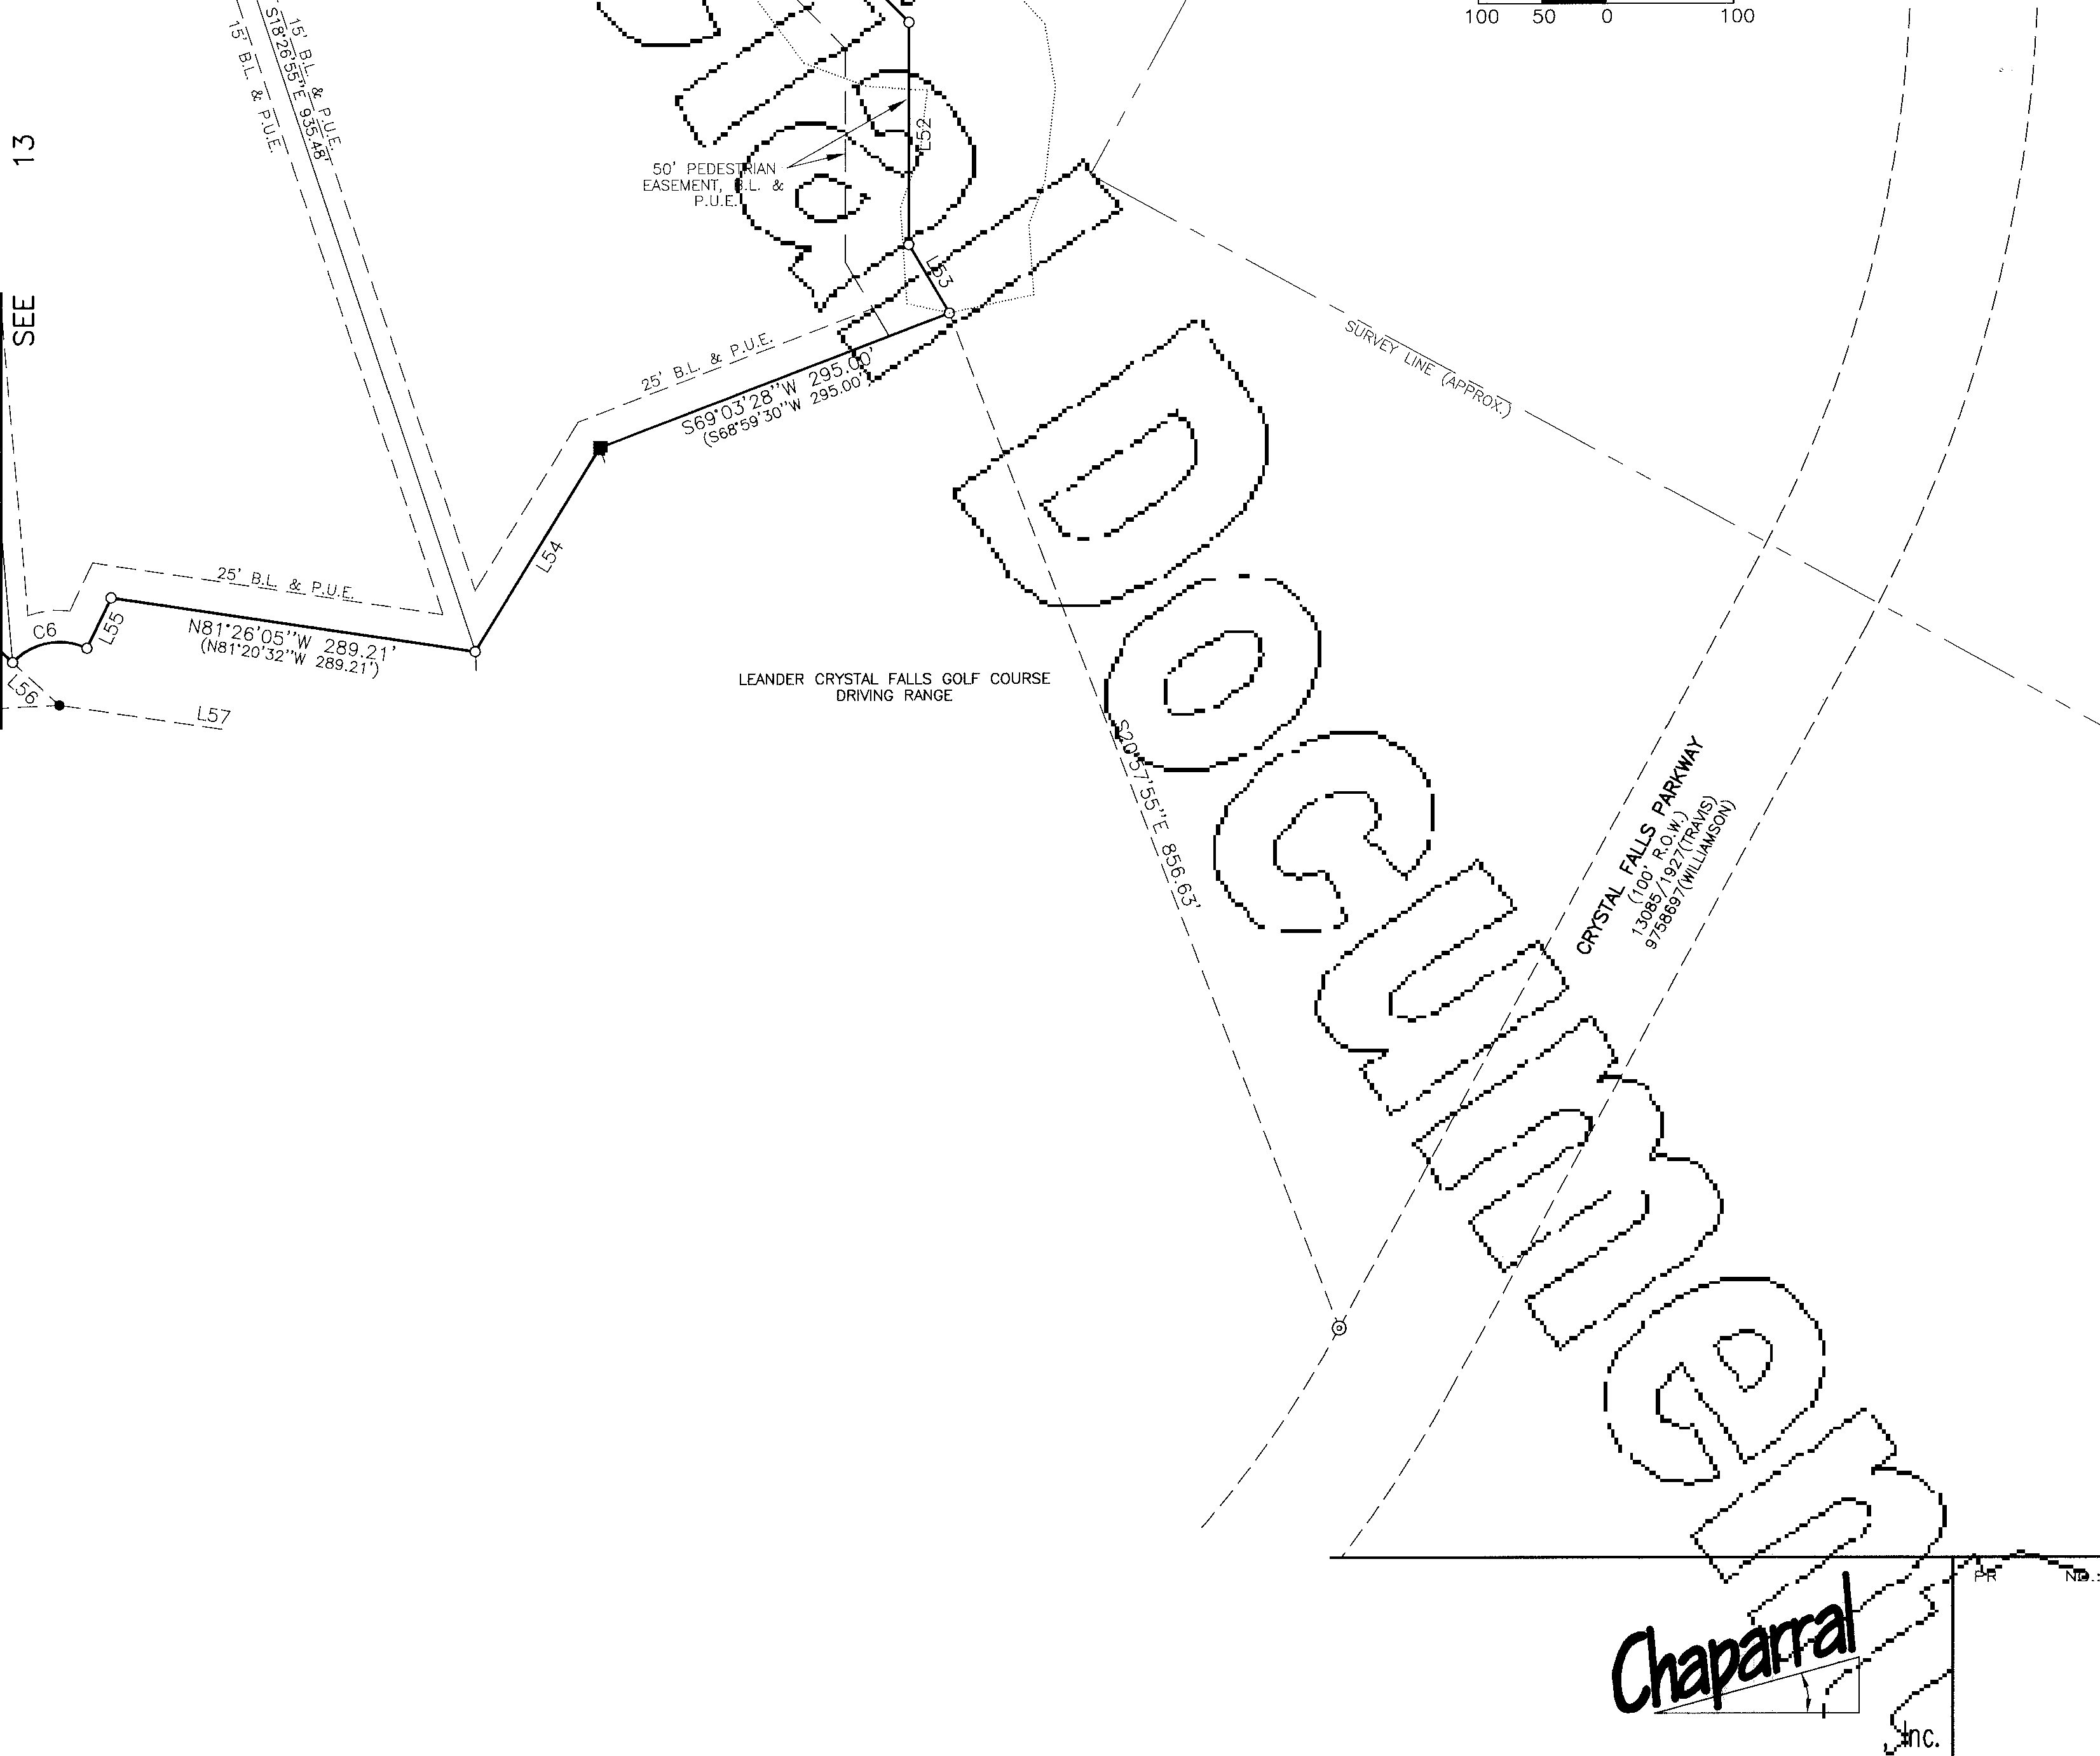 100 50 0 100
15' B.L. & P.U.E.
S18°26'55"E 935.48'
15' B.L. & P.U.E.
SEE 13
L52
50' PEDESTRIAN
EASEMENT, B.L. &
P.U.E.
L53
25' B.L. & P.U.E.
S69°03'28"W 295.00'
(S68°59'30"W 295.00')
SURVEY LINE (APPROX.)
L54
25' B.L. & P.U.E.
N81°26'05"W 289.21'
(N81°20'32"W 289.21')
C6
L55
L56
L57
LEANDER CRYSTAL FALLS GOLF COURSE
DRIVING RANGE
S20°57'55"E 856.63'
CRYSTAL FALLS PARKWAY
(100' R.O.W.)
13085/1927(TRAVIS)
9758697(WILLIAMSON)
cial Document
PR NO.:
Chaparral
, Inc.